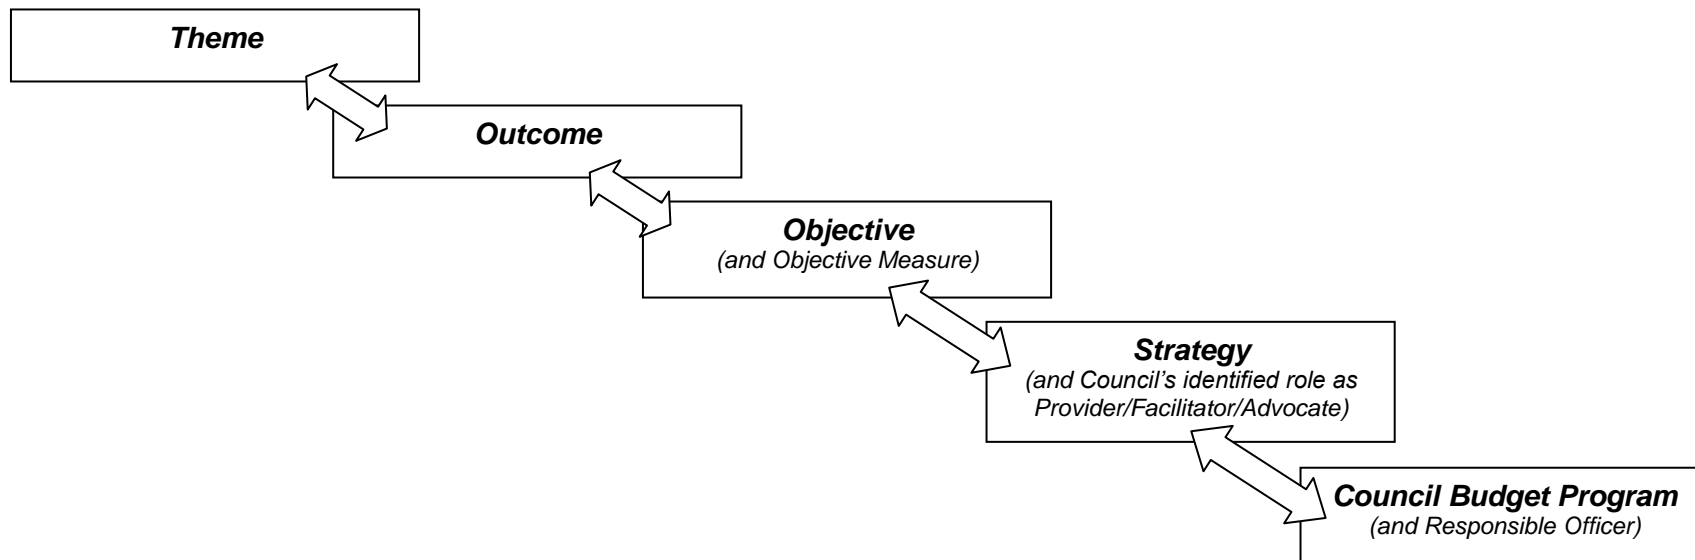 Theme
Outcome
Objective
(and Objective Measure)
Strategy
(and Council’s identified role as
Provider/Facilitator/Advocate)
Council Budget Program
(and Responsible Officer)